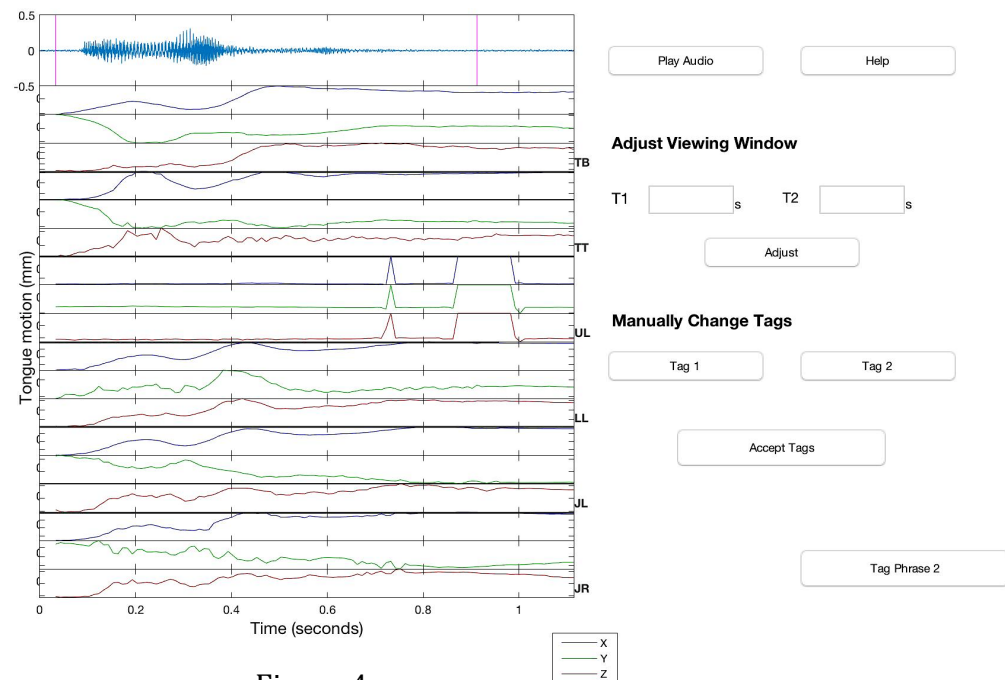 0.5
0
-0.5
Play Audio
Help
Adjust Viewing Window
T1
s
T2
s
Adjust
Manually Change Tags
Tag 1
Tag 2
Accept Tags
Tag Phrase 2
Tongue motion (mm)
TB
TT
UL
LL
JL
JR
0
0.2
0.4
0.6
0.8
1
Time (seconds)
X
Y
Z